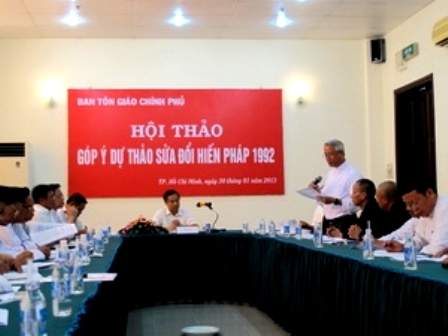 BAN TÔN GIÁO CHÍNH PHỦ
HỘI THẢO
GÓP Ý DỰ THẢO SỬA ĐỔI HIẾN PHÁP 1992
TP. Hồ Chí Minh, ngày 30 tháng 01 năm 2013